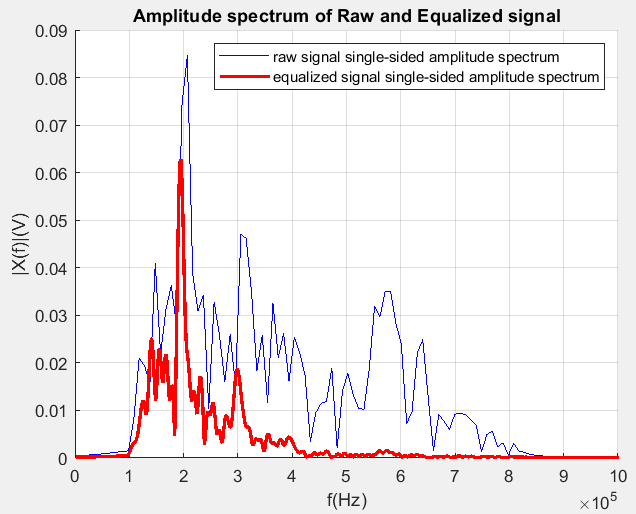 Amplitude spectrum of Raw and Equalized signal
raw signal single-sided amplitude spectrum
equalized signal single-sided amplitude spectrum
|X(f)|(V)
0.09
0.08
0.07
0.06
0.05
0.04
0.03
0.02
0.01
0
0 1 2 3 4 5 6 7 8 9 10
f(Hz)
×10^5